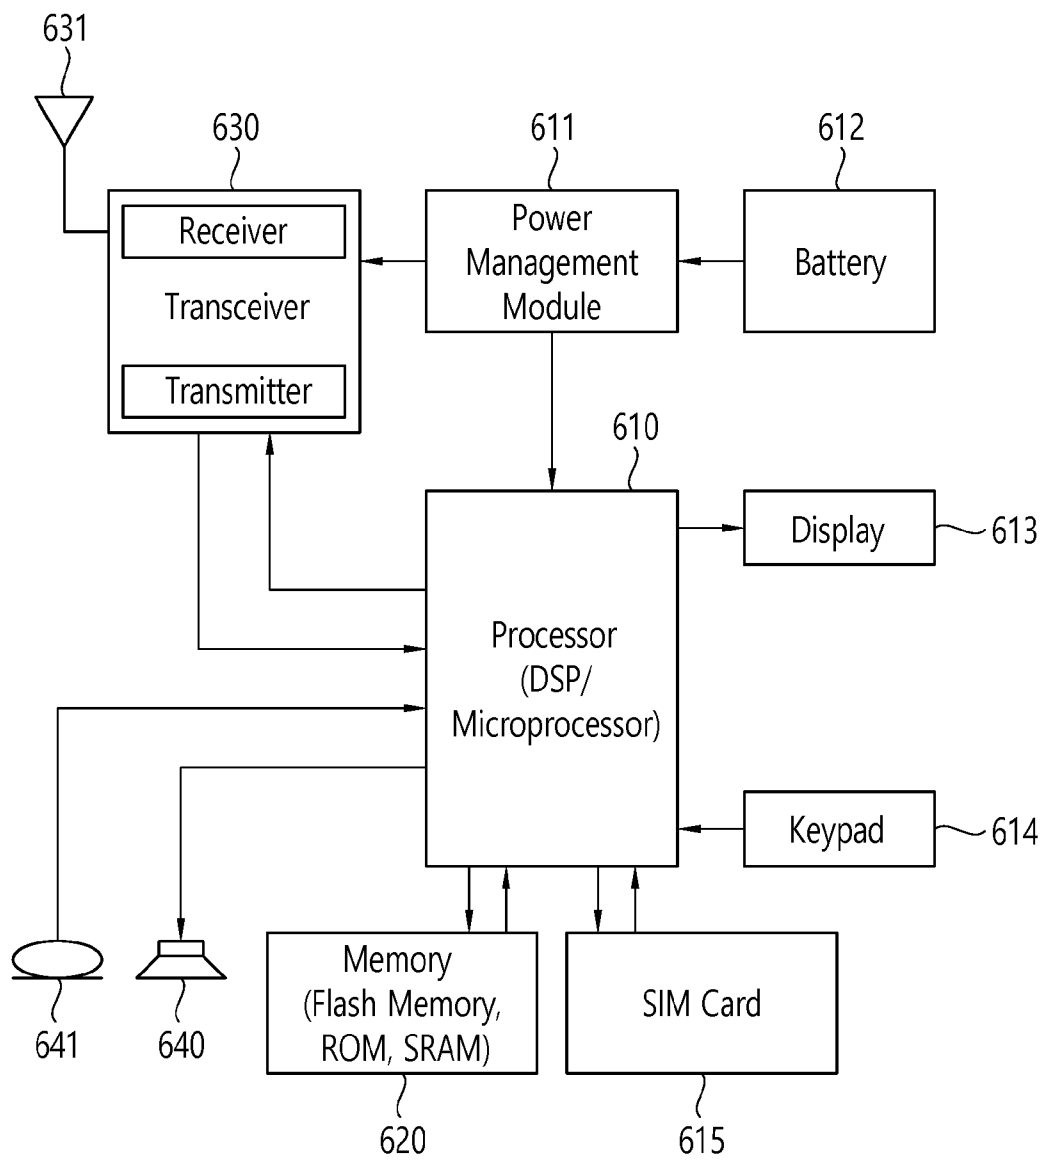 631
630
611
612
Receiver
Transceiver
Transmitter
Power
Management
Module
Battery
610
Display
613
Processor
(DSP/
Microprocessor)
Keypad
614
Memory
(Flash Memory,
ROM, SRAM)
SIM Card
641
640
620
615